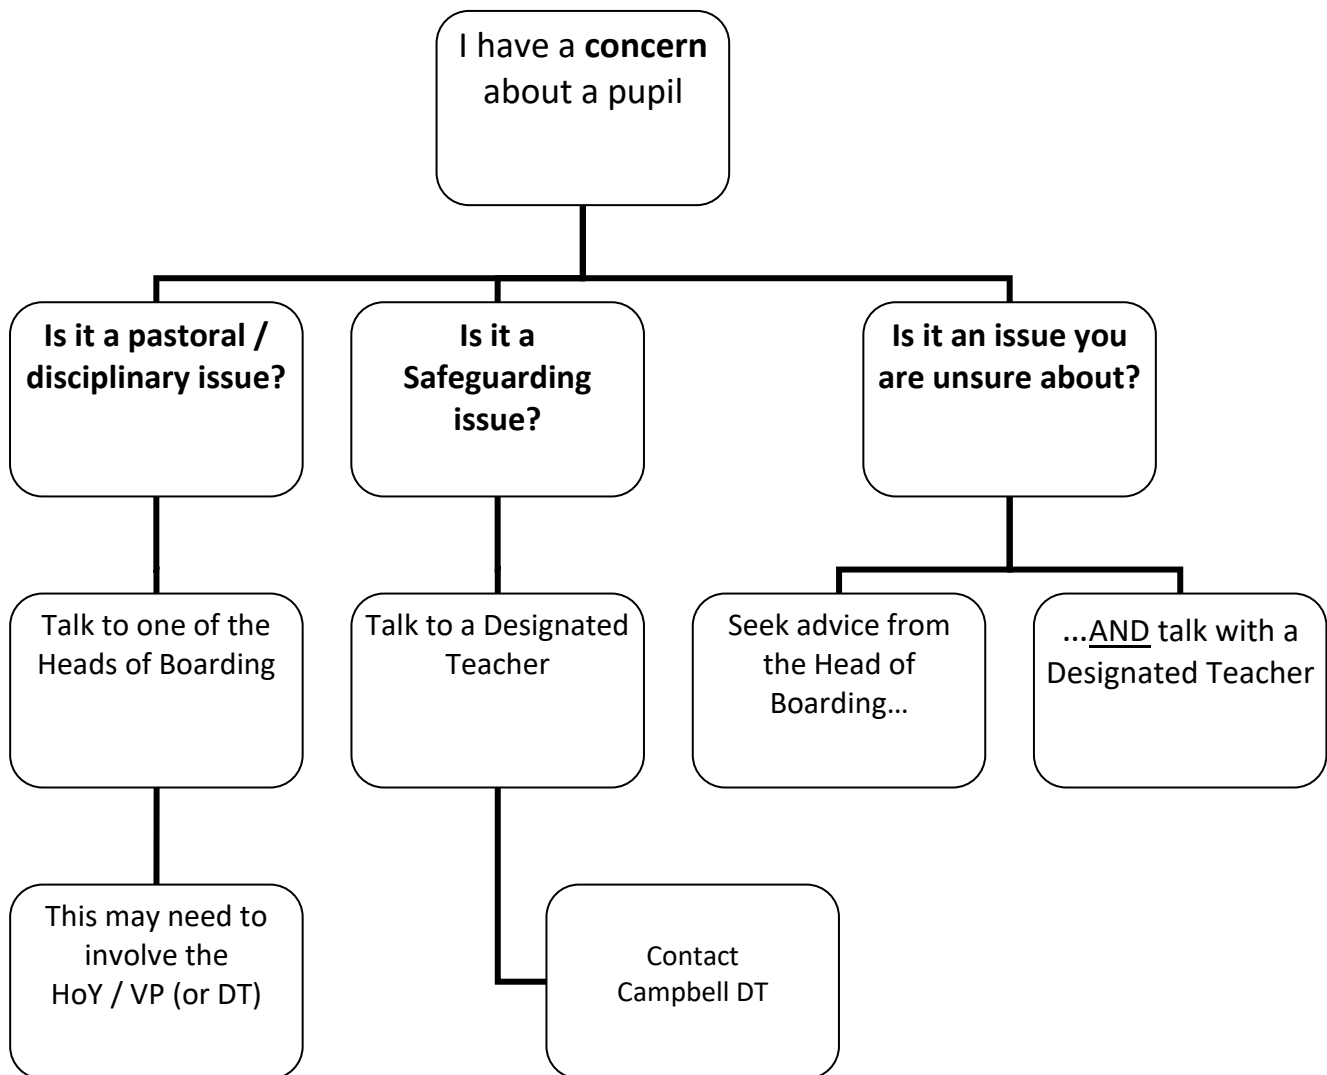 I have a concern
about a pupil
Is it a pastoral /
disciplinary issue?
Is it a
Safeguarding
issue?
Is it an issue you
are unsure about?
Talk to one of the
Heads of Boarding
Talk to a Designated
Teacher
Seek advice from
the Head of
Boarding...
...AND talk with a
Designated Teacher
This may need to
involve the
HoY / VP (or DT)
Contact
Campbell DT